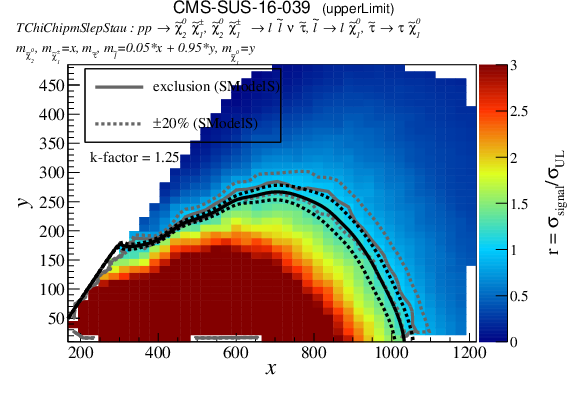 CMS-SUS-16-039 (upperLimit)
TChiChipmSlepStau : pp → χ̃₂⁰ χ̃₁±, χ̃₂⁰ χ̃₁± → l l̃ ν τ̃, l̃ → l χ̃₁⁰, τ̃ → τ χ̃₁⁰
m_χ̃₂⁰, m_χ̃₁±=x, m_τ̃, m_l̃=0.05*x + 0.95*y, m_χ̃₁⁰=y
exclusion (SModelS)
±20% (SModelS)
k-factor = 1.25
y
450
400
350
300
250
200
150
100
50
200 400 600 800 1000 1200
x
3
2.5
2
1.5
1
0.5
0
r = σ_signal/σ_UL